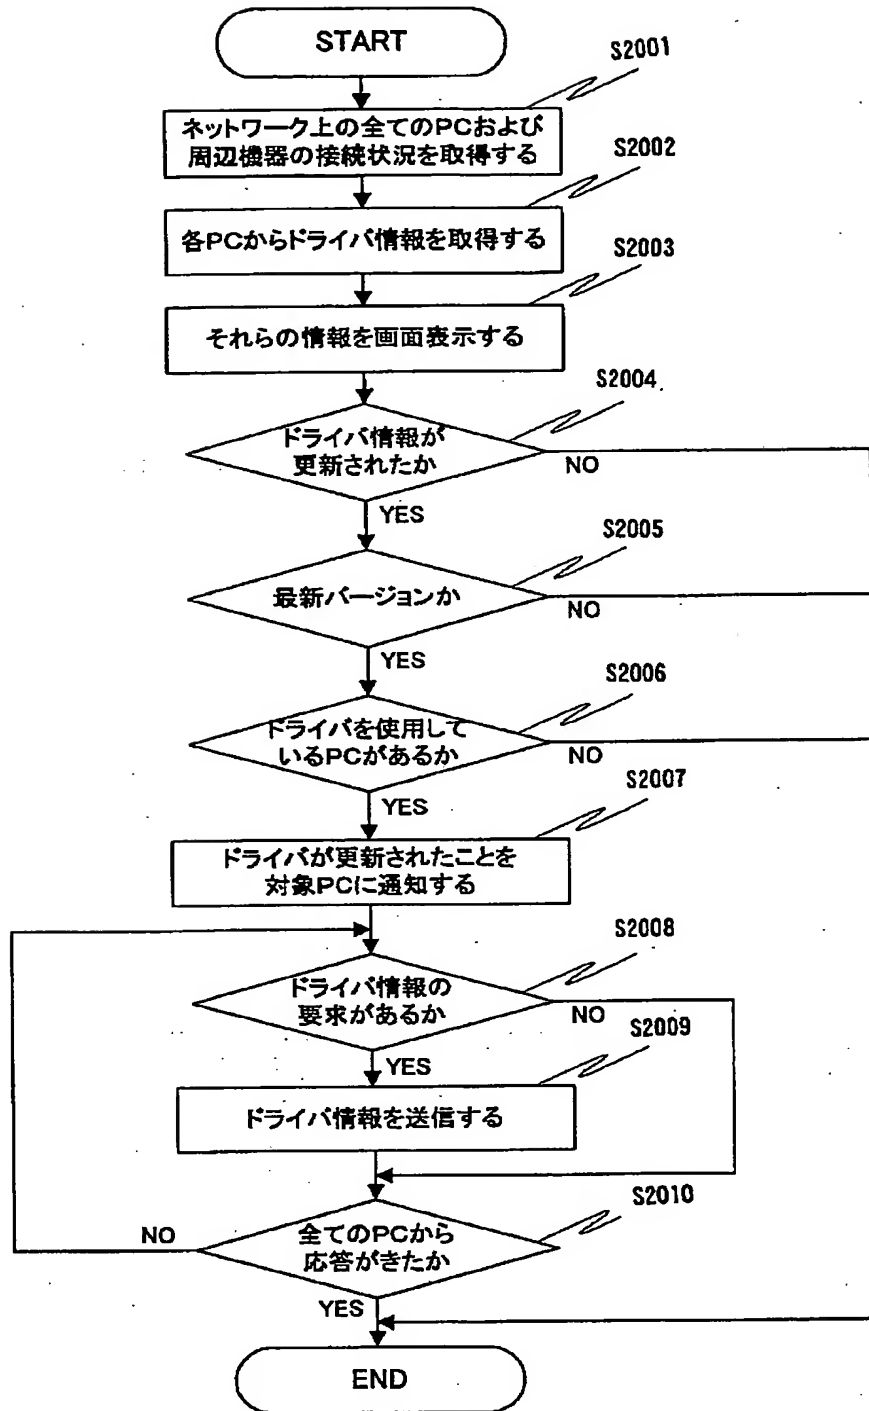 START
S2001
ネットワーク上の全てのPCおよび
周辺機器の接続状況を取得する
S2002
各PCからドライバ情報を取得する
S2003
それらの情報を画面表示する
S2004
ドライバ情報が
更新されたか
NO
YES
S2005
最新バージョンか
NO
YES
S2006
ドライバを使用して
いるPCがあるか
NO
YES
S2007
ドライバが更新されたことを
対象PCに通知する
S2008
ドライバ情報の
要求があるか
NO
YES
S2009
ドライバ情報を送信する
S2010
全てのPCから
応答がきたか
NO
YES
END